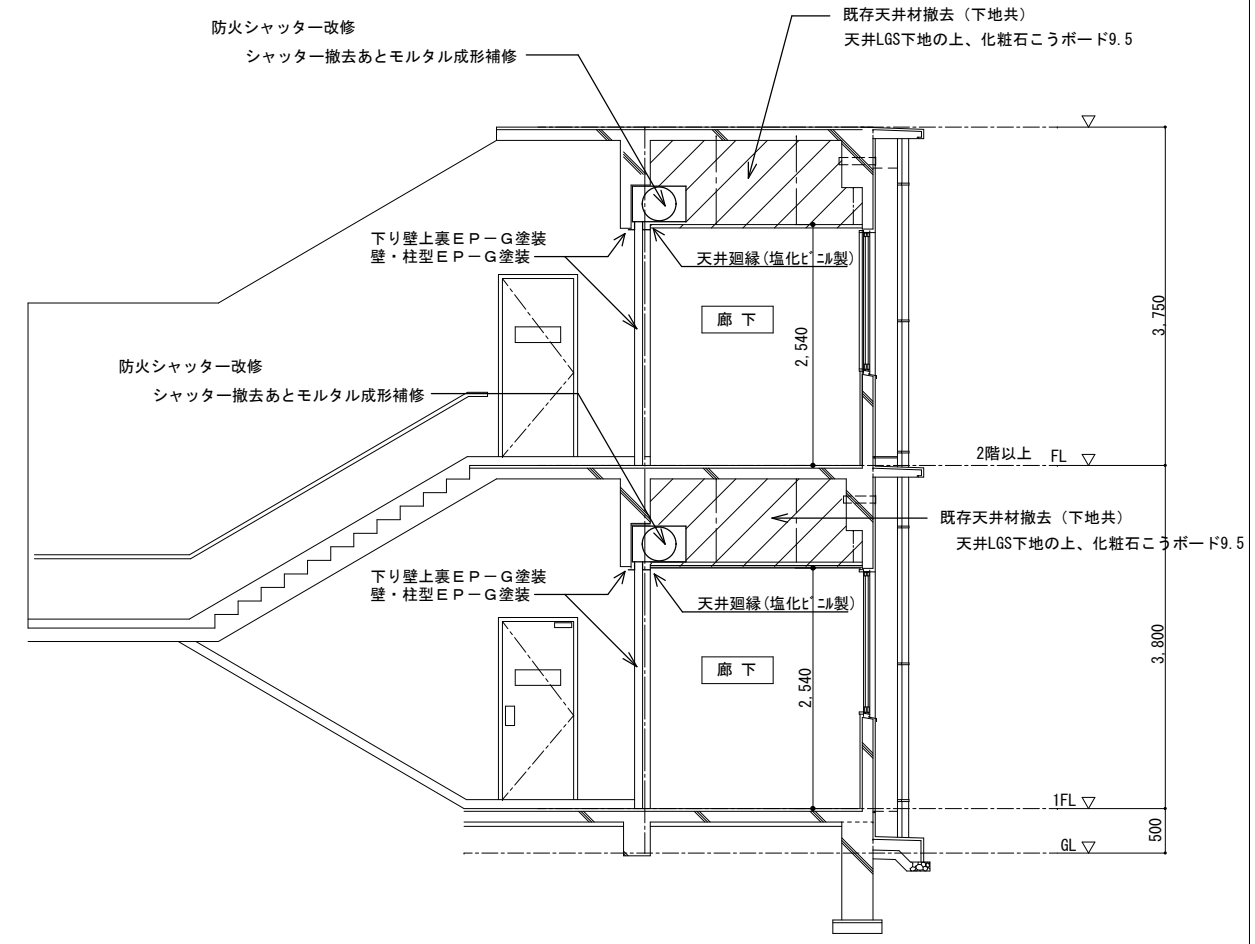 防火シャッター改修
シャッター撤去あとモルタル成形補修
既存天井材撤去（下地共）
天井LGS下地の上、化粧石こうボード9.5
下り壁上裏ＥＰ－Ｇ塗装
壁・柱型ＥＰ－Ｇ塗装
天井廻縁(塩化ﾋﾞﾆﾙ製)
廊 下
2,540
3,750
防火シャッター改修
シャッター撤去あとモルタル成形補修
2階以上 FL
既存天井材撤去（下地共）
天井LGS下地の上、化粧石こうボード9.5
下り壁上裏ＥＰ－Ｇ塗装
壁・柱型ＥＰ－Ｇ塗装
天井廻縁(塩化ﾋﾞﾆﾙ製)
廊 下
2,540
3,800
1FL
500
GL